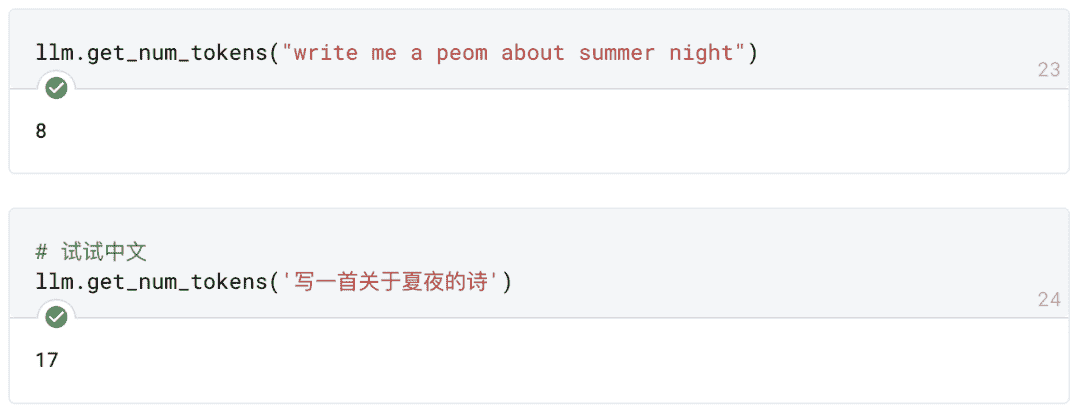 llm.get_num_tokens("write me a peom about summer night")
23
8
# 试试中文
llm.get_num_tokens('写一首关于夏夜的诗')
24
17